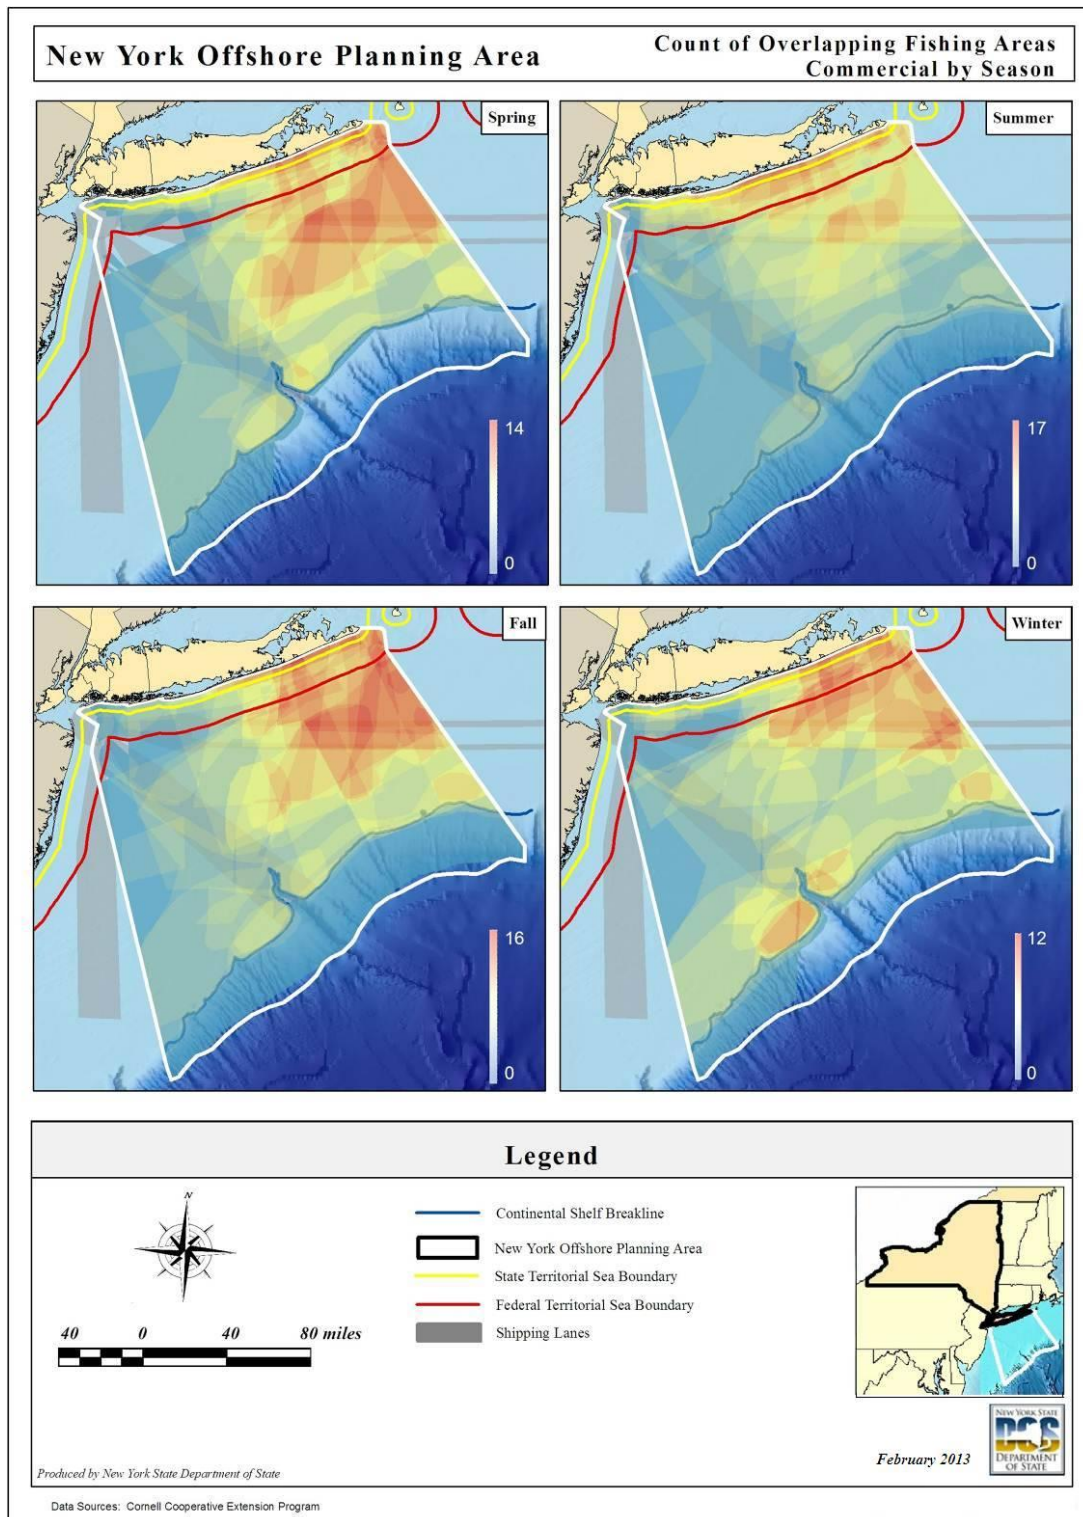 New York Offshore Planning Area
Count of Overlapping Fishing Areas
Commercial by Season
Spring
14
0
Summer
17
0
Fall
16
0
Winter
12
0
Legend
N
40 0 40 80 miles
Continental Shelf Breakline
New York Offshore Planning Area
State Territorial Sea Boundary
Federal Territorial Sea Boundary
Shipping Lanes
NEW YORK STATE
DOS
DEPARTMENT
OF STATE
February 2013
Produced by New York State Department of State
Data Sources: Cornell Cooperative Extension Program